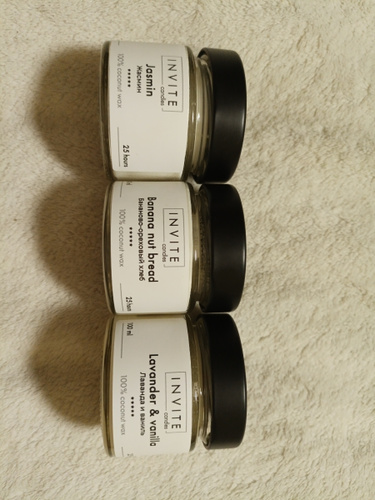 INVITE
candles
Jasmin
Жасмин
★★★★★
100% coconut wax
25 hours
INVITE
candles
Banana nut bread
Бананово-ореховый хлеб
★★★★★
100% coconut wax
INVITE
candles
Lavander & vanilla
Лаванда и ваниль
★★★★★
100% coconut wax
100 ml